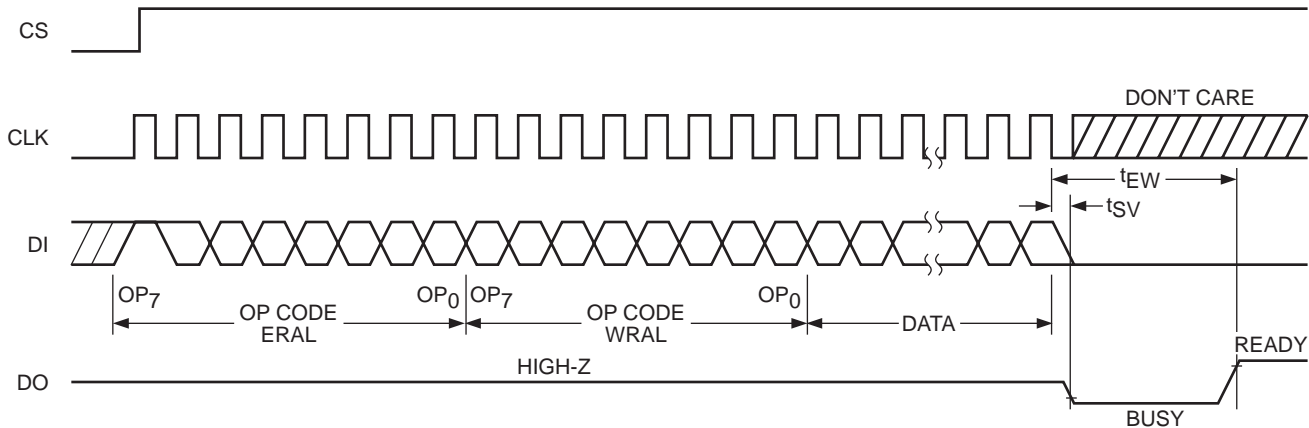 CS
CLK
DON'T CARE
tEW
tSV
DI
OP7
OP CODE
ERAL
OP0
OP7
OP CODE
WRAL
OP0
DATA
DO
HIGH-Z
BUSY
READY